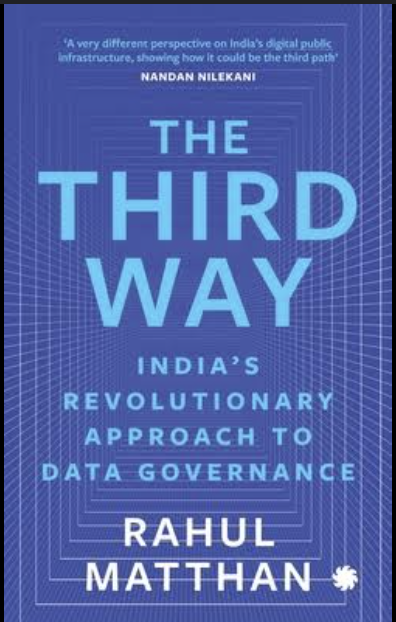 'A very different perspective on India's digital public
infrastructure, showing how it could be the third path'
NANDAN NILEKANI
THE
THIRD
WAY
INDIA'S
REVOLUTIONARY
APPROACH TO
DATA GOVERNANCE
RAHUL
MATTHAN